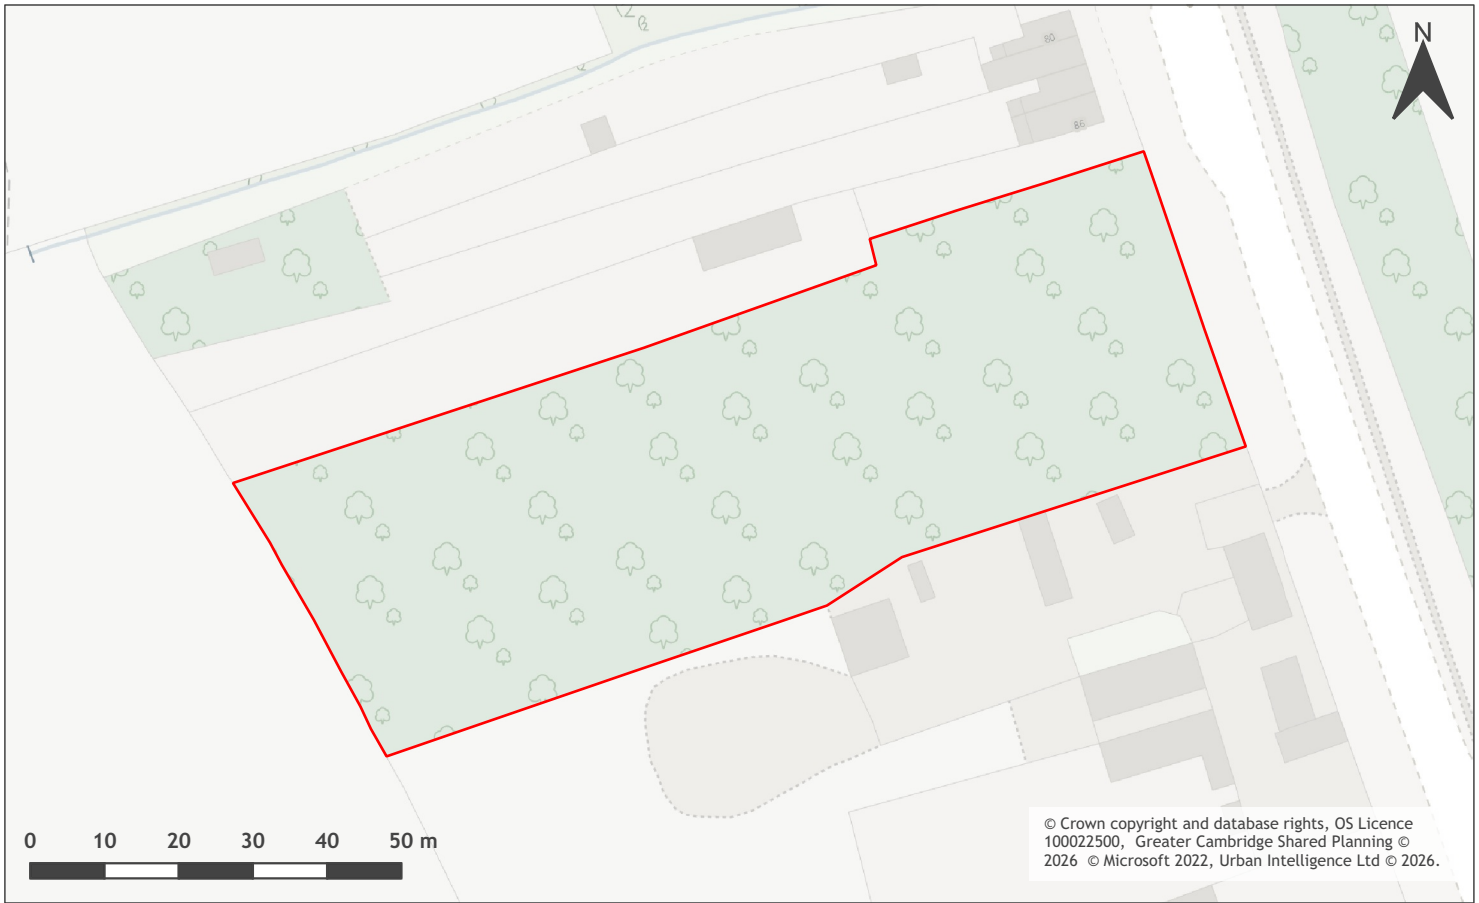 N
80
86
0 10 20 30 40 50 m
© Crown copyright and database rights, OS Licence
100022500, Greater Cambridge Shared Planning ©
2026 © Microsoft 2022, Urban Intelligence Ltd © 2026.